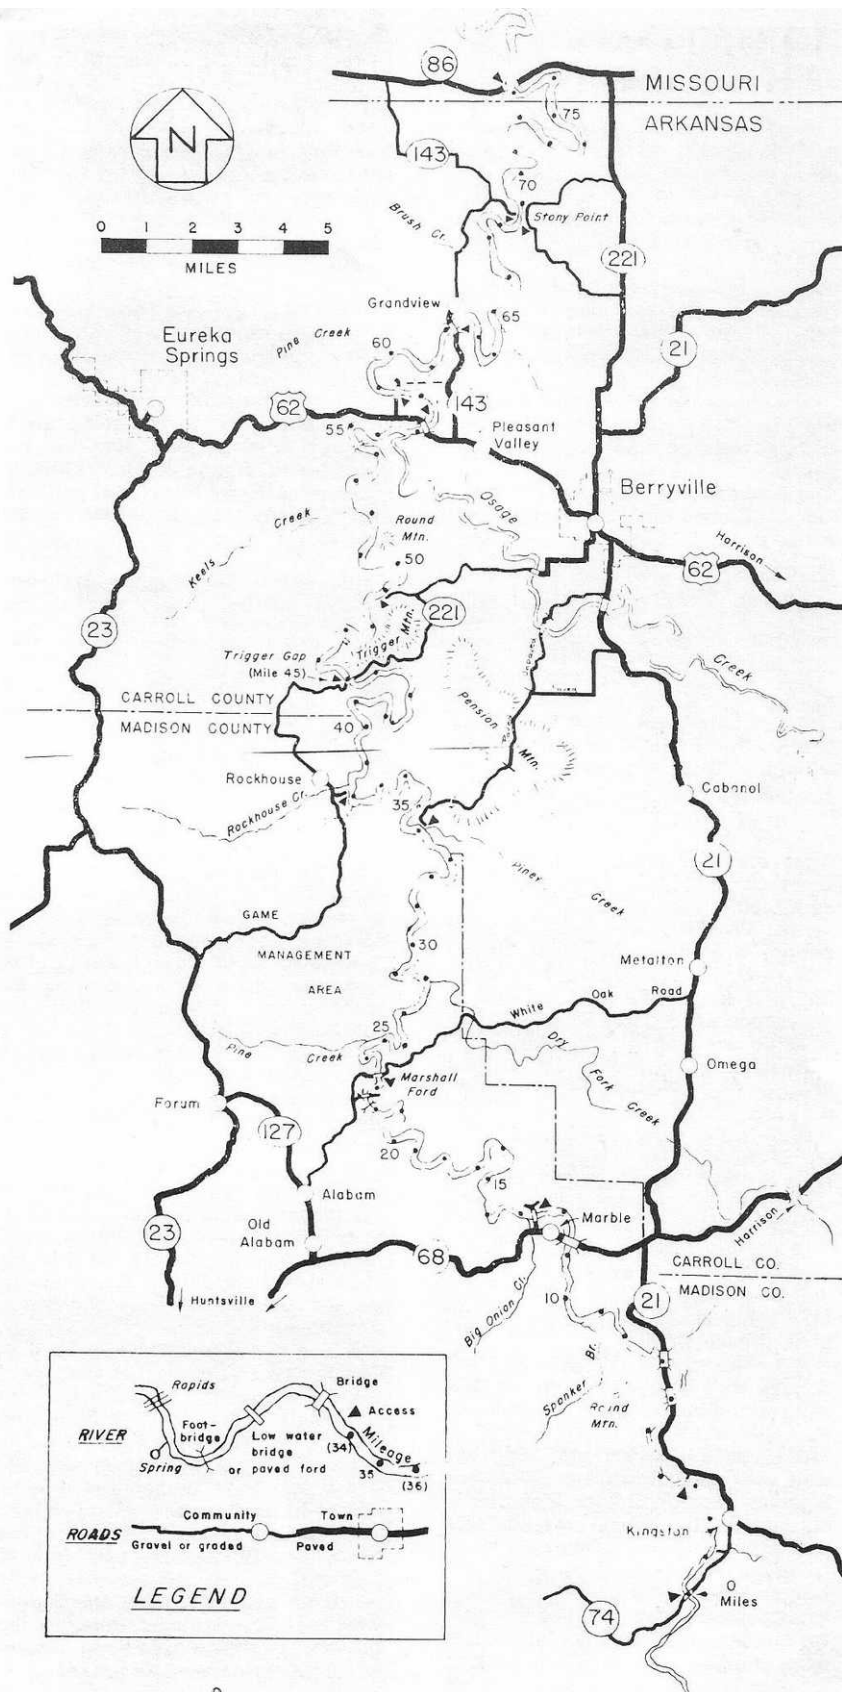 86
MISSOURI
75
ARKANSAS
N
143
70
Brush Cr.
Stony Point
0 1 2 3 4 5
MILES
221
Grandview
65
Eureka
Springs
Pine Creek
60
21
62
143
55
Pleasant
Valley
Osage
Berryville
Keels Creek
Round
Mtn.
Harrison
50
62
221
23
Trigger Mtn.
Trigger Gap
(Mile 45)
Creek
CARROLL COUNTY
MADISON COUNTY
40
Pension
Mtn.
Rockhouse
Rockhouse Cr.
35
Cabanol
Piney Creek
21
GAME
MANAGEMENT
AREA
30
Metalton
White Oak Road
25
Pine Creek
Dry Fork Creek
Marshall
Ford
Omega
Forum
127
20
15
Alabam
Old
Alabam
Marble
23
68
Harrison
CARROLL CO.
MADISON CO.
Huntsville
10
21
Big Onion Cr.
Spanker Br.
Round
Mtn.
Kingston
0
Miles
74
Rapids
Bridge
Access
RIVER
Foot-
bridge
Low water
bridge
or paved ford
Mileage
(34)
35
(36)
Spring
ROADS
Community
Town
Gravel or graded
Paved
LEGEND